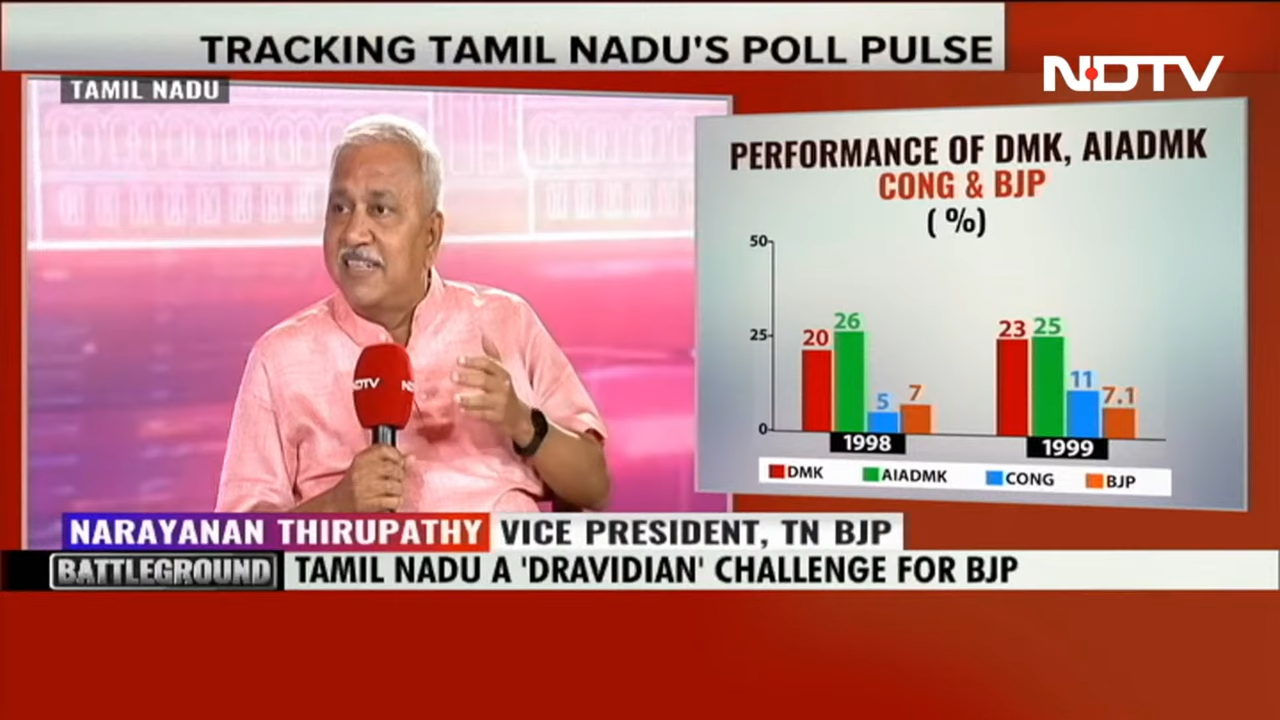 TRACKING TAMIL NADU'S POLL PULSE
NDTV
TAMIL NADU
PERFORMANCE OF DMK, AIADMK
CONG & BJP
( %)
50
25
0
20 26 5 7
23 25 11 7.1
1998 1999
DMK AIADMK CONG BJP
NDTV
NARAYANAN THIRUPATHY VICE PRESIDENT, TN BJP
BATTLEGROUND TAMIL NADU A 'DRAVIDIAN' CHALLENGE FOR BJP